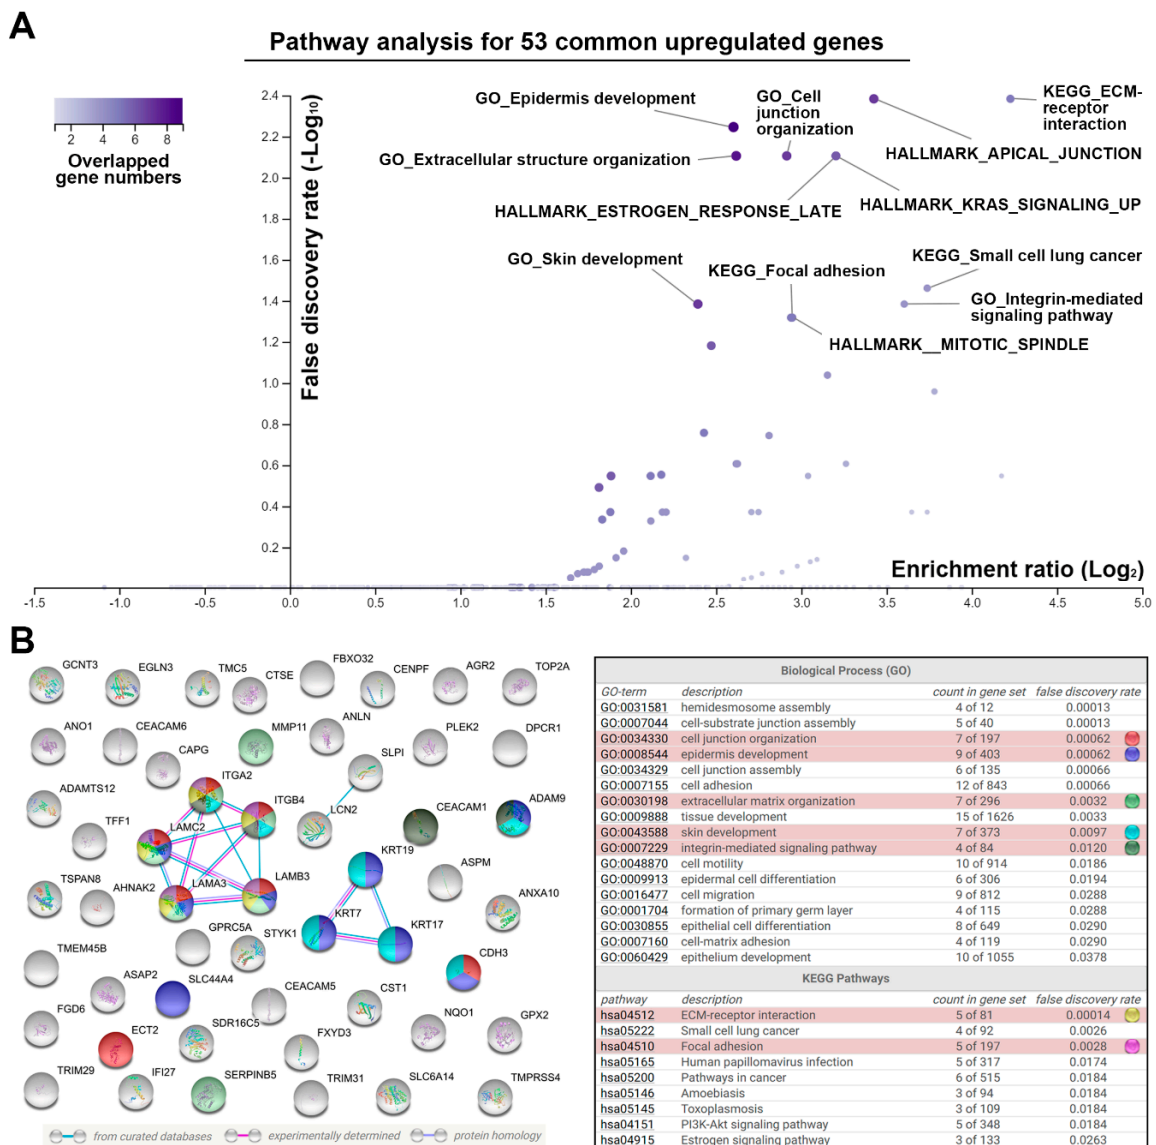 A
Pathway analysis for 53 common upregulated genes
2 4 6 8
Overlapped
gene numbers
False discovery rate (-Log10)
2.4
2.2
2.0
1.8
1.6
1.4
1.2
1.0
0.8
0.6
0.4
0.2
GO_Epidermis development
GO_Cell
junction
organization
KEGG_ECM-
receptor
interaction
GO_Extracellular structure organization
HALLMARK_APICAL_JUNCTION
HALLMARK_ESTROGEN_RESPONSE_LATE
HALLMARK_KRAS_SIGNALING_UP
GO_Skin development
KEGG_Focal adhesion
KEGG_Small cell lung cancer
GO_Integrin-mediated
signaling pathway
HALLMARK__MITOTIC_SPINDLE
Enrichment ratio (Log2)
-1.5 -1.0 -0.5 0.0 0.5 1.0 1.5 2.0 2.5 3.0 3.5 4.0 4.5 5.0
B
GCNT3
EGLN3
TMC5
CTSE
FBXO32
CENPF
AGR2
TOP2A
ANO1
CEACAM6
CAPG
MMP11
ANLN
SLPI
PLEK2
DPCR1
ADAMTS12
ITGA2
ITGB4
LCN2
CEACAM1
ADAM9
TFF1
LAMC2
KRT19
ASPM
TSPAN8
AHNAK2
LAMA3
LAMB3
KRT7
KRT17
ANXA10
GPRC5A
STYK1
CDH3
TMEM45B
ASAP2
SLC44A4
CEACAM5
CST1
NQO1
GPX2
FGD6
ECT2
SDR16C5
FXYD3
TRIM29
IFI27
SERPINB5
TRIM31
SLC6A14
TMPRSS4
from curated databases experimentally determined protein homology
Biological Process (GO)
GO-term description count in gene set false discovery rate
GO:0031581 hemidesmosome assembly 4 of 12 0.00013
GO:0007044 cell-substrate junction assembly 5 of 40 0.00013
GO:0034330 cell junction organization 7 of 197 0.00062
GO:0008544 epidermis development 9 of 403 0.00062
GO:0034329 cell junction assembly 6 of 135 0.00066
GO:0007155 cell adhesion 12 of 843 0.00066
GO:0030198 extracellular matrix organization 7 of 296 0.0032
GO:0009888 tissue development 15 of 1626 0.0033
GO:0043588 skin development 7 of 373 0.0097
GO:0007229 integrin-mediated signaling pathway 4 of 84 0.0120
GO:0048870 cell motility 10 of 914 0.0186
GO:0009913 epidermal cell differentiation 6 of 306 0.0194
GO:0016477 cell migration 9 of 812 0.0288
GO:0001704 formation of primary germ layer 4 of 115 0.0288
GO:0030855 epithelial cell differentiation 8 of 649 0.0290
GO:0007160 cell-matrix adhesion 4 of 119 0.0290
GO:0060429 epithelium development 10 of 1055 0.0378
KEGG Pathways
pathway description count in gene set false discovery rate
hsa04512 ECM-receptor interaction 5 of 81 0.00014
hsa05222 Small cell lung cancer 4 of 92 0.0026
hsa04510 Focal adhesion 5 of 197 0.0028
hsa05165 Human papillomavirus infection 5 of 317 0.0174
hsa05200 Pathways in cancer 6 of 515 0.0184
hsa05146 Amoebiasis 3 of 94 0.0184
hsa05145 Toxoplasmosis 3 of 109 0.0184
hsa04151 PI3K-Akt signaling pathway 5 of 348 0.0184
hsa04915 Estrogen signaling pathway 3 of 133 0.0263